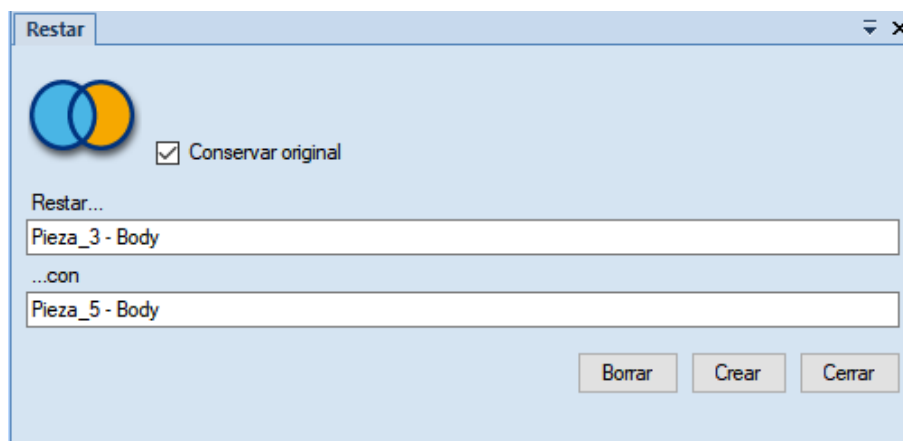 Restar
Conservar original
Restar...
Pieza_3 - Body
...con
Pieza_5 - Body
Borrar Crear Cerrar